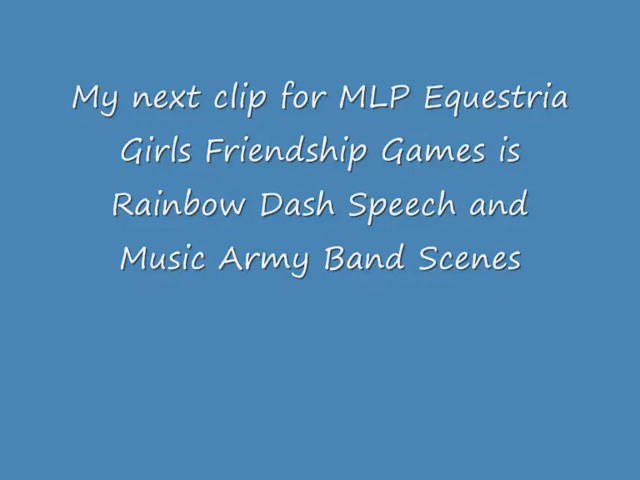 My next clip for MLP Equestria
Girls Friendship Games is
Rainbow Dash Speech and
Music Army Band Scenes